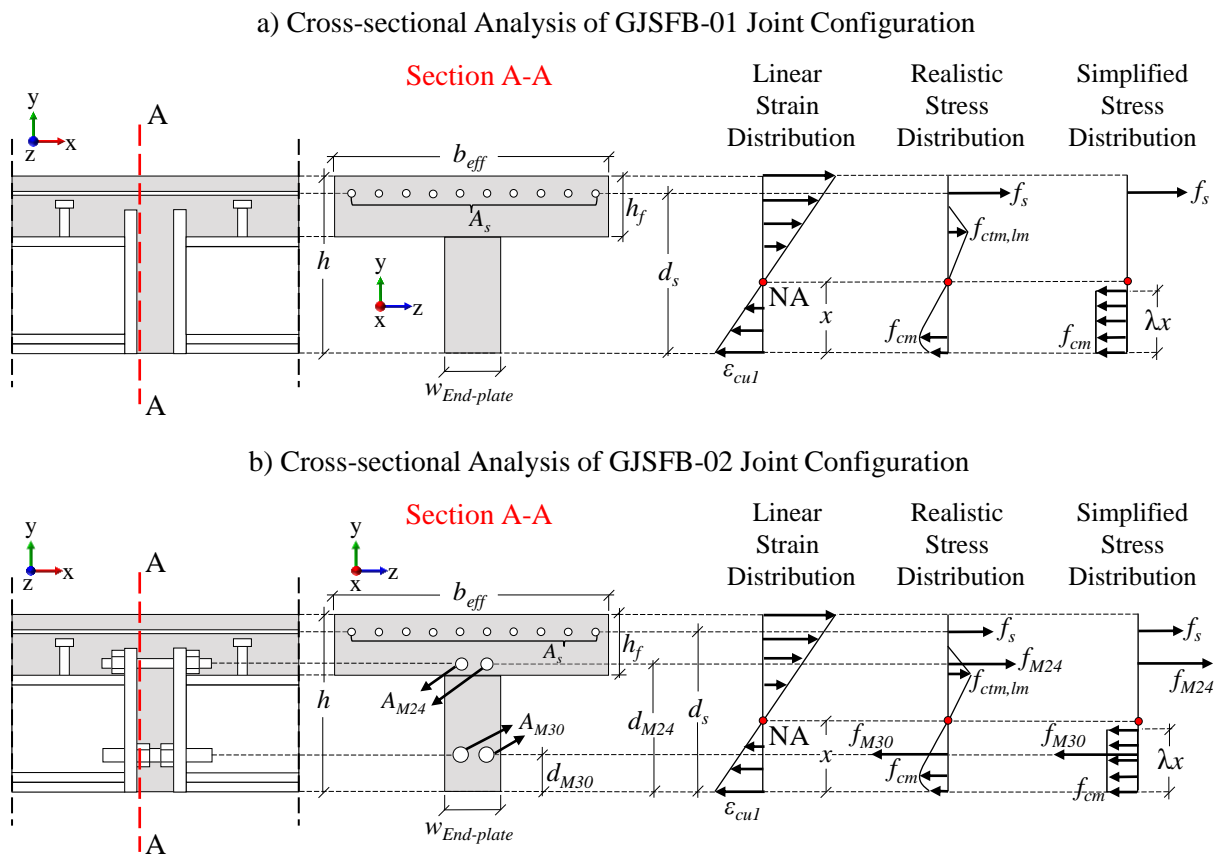 a) Cross-sectional Analysis of GJSFB-01 Joint Configuration
Section A-A
Linear
Strain
Distribution
Realistic
Stress
Distribution
Simplified
Stress
Distribution
y
x
z
A
A
h
b_eff
A_s
h_f
d_s
y
z
x
w_End-plate
NA
x
ε_cu1
f_s
f_ctm,lm
f_cm
f_s
f_cm
λx
b) Cross-sectional Analysis of GJSFB-02 Joint Configuration
Section A-A
Linear
Strain
Distribution
Realistic
Stress
Distribution
Simplified
Stress
Distribution
y
x
z
A
A
h
y
z
x
b_eff
A_s
h_f
A_M24
A_M30
d_M24
d_s
d_M30
w_End-plate
NA
x
ε_cu1
f_s
f_M24
f_ctm,lm
f_M30
f_cm
f_s
f_M24
f_M30
f_cm
λx